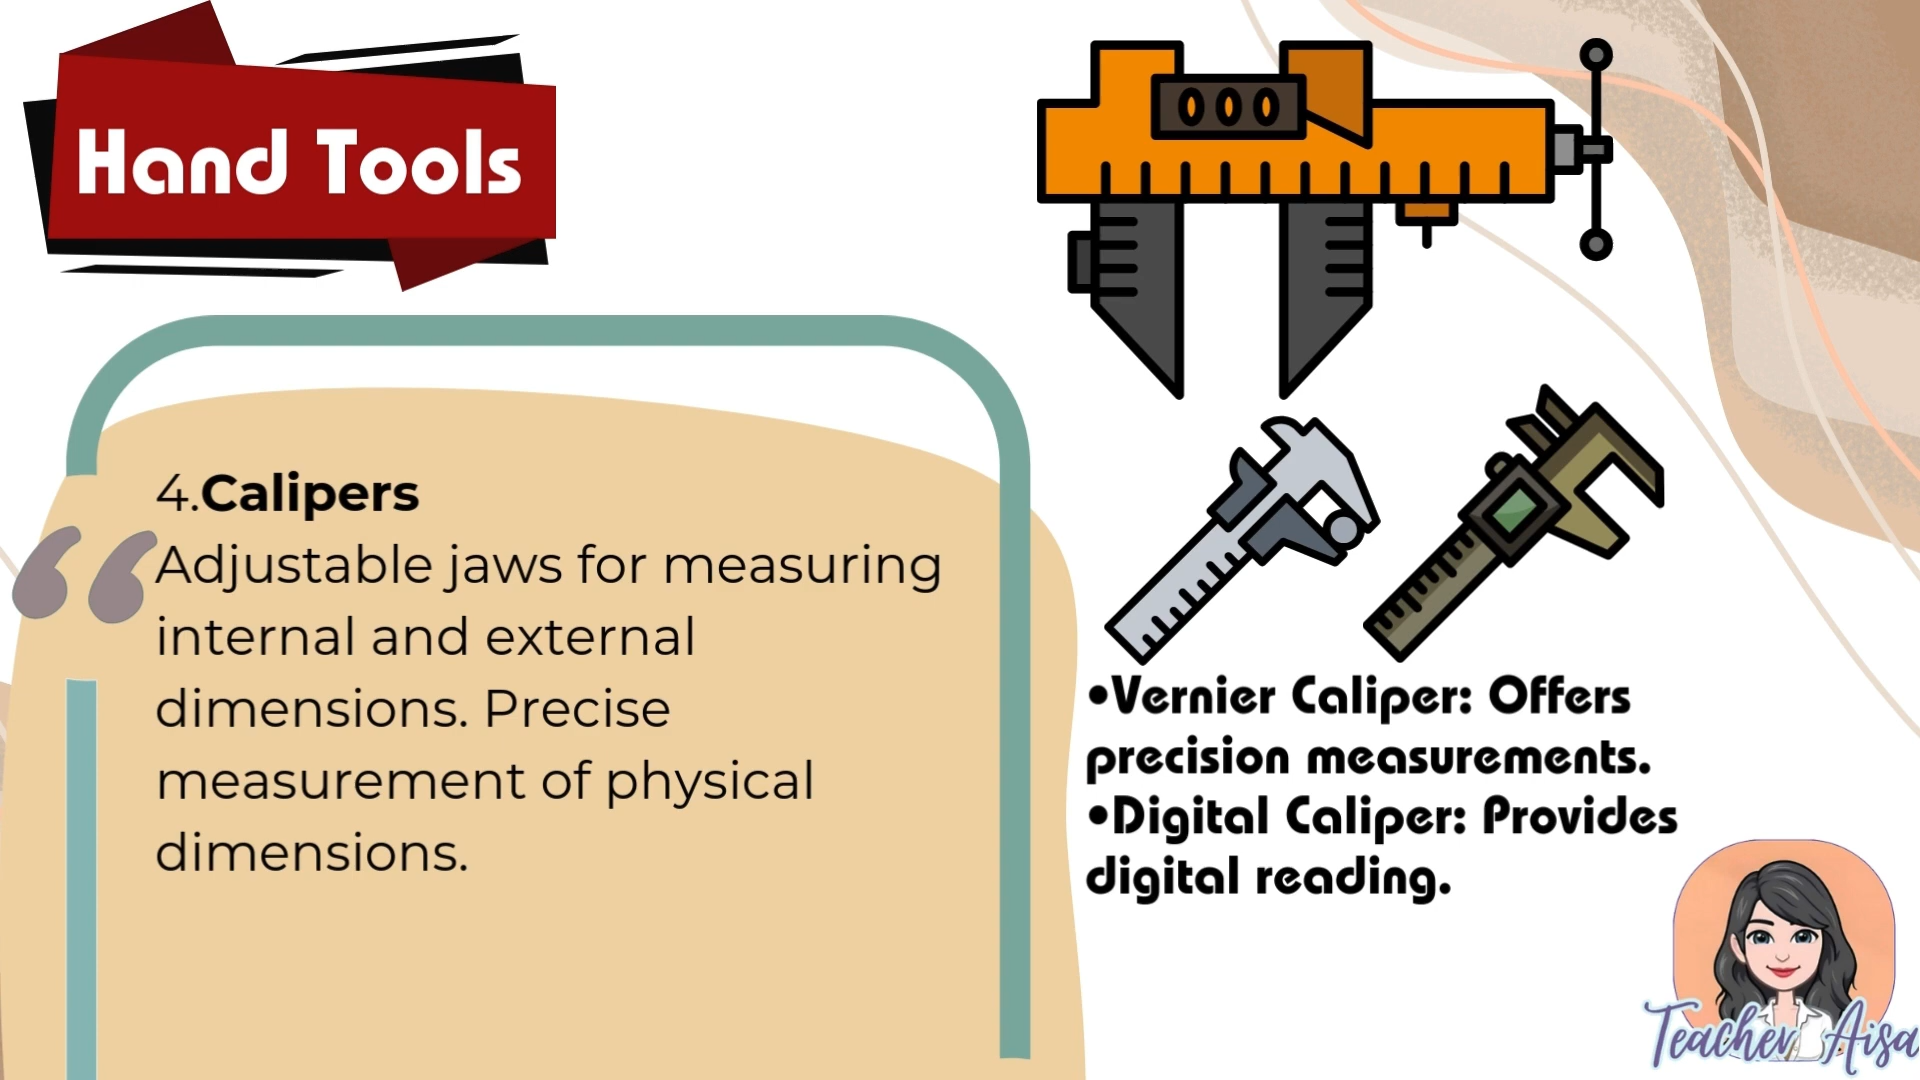 Hand Tools
000
4.Calipers
Adjustable jaws for measuring
internal and external
dimensions. Precise
measurement of physical
dimensions.
•Vernier Caliper: Offers
precision measurements.
•Digital Caliper: Provides
digital reading.
Teacher Aisa